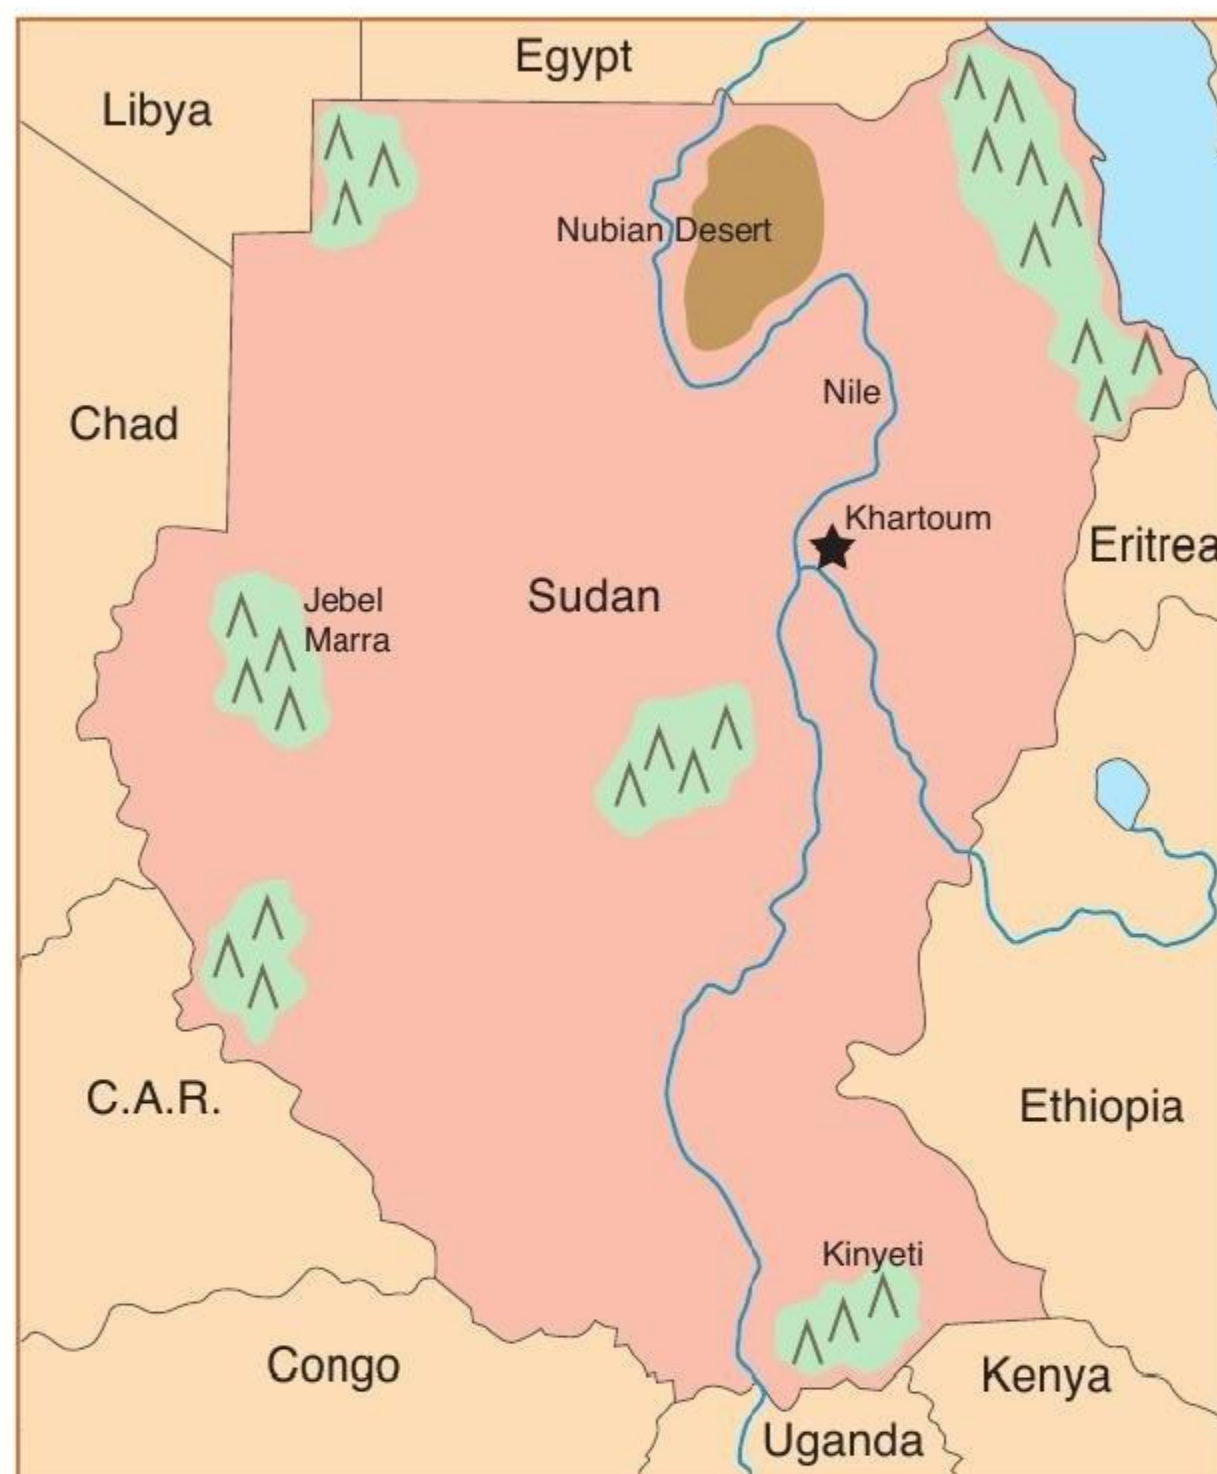 Egypt
Libya
Nubian Desert
Chad
Nile
Khartoum
Eritrea
Sudan
Jebel
Marra
C.A.R.
Ethiopia
Kinyeti
Congo
Kenya
Uganda